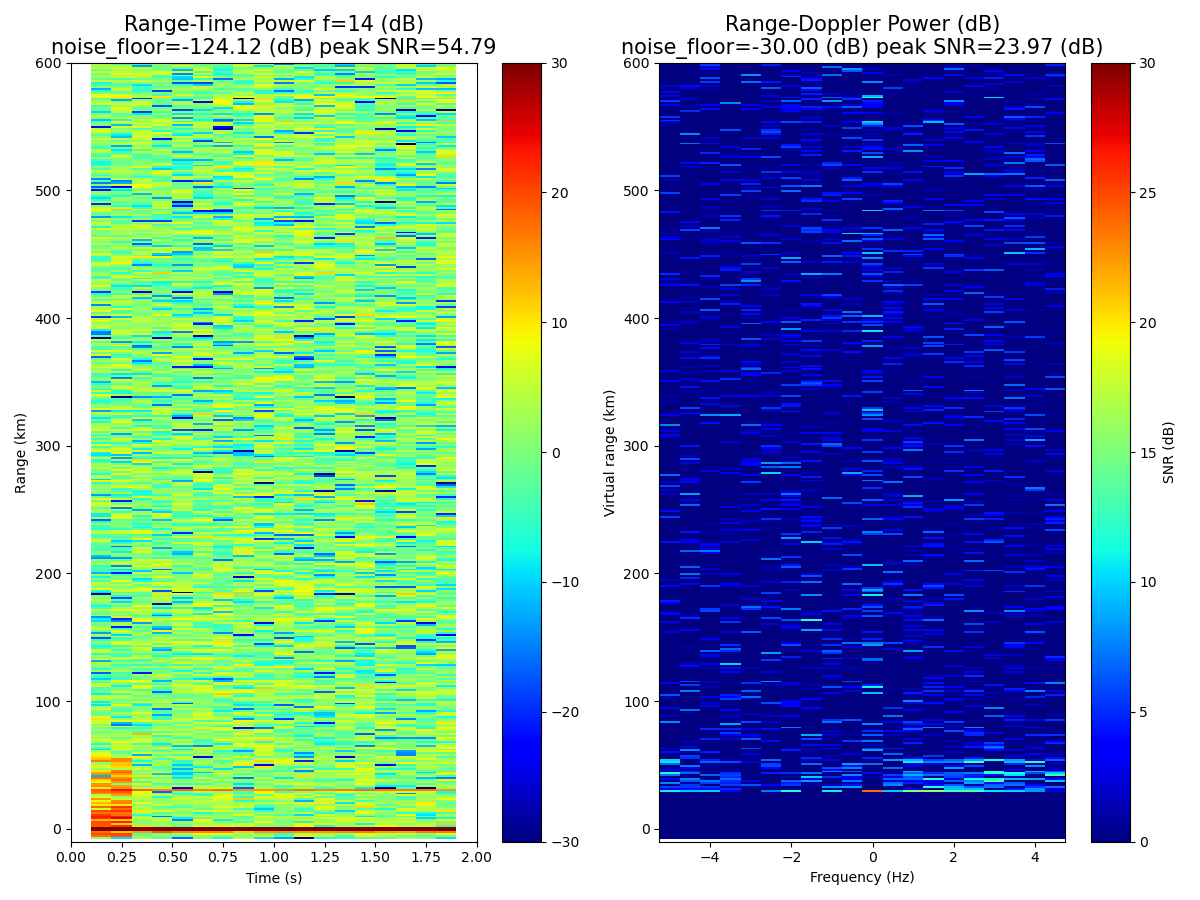 Range-Time Power f=14 (dB)
noise_floor=-124.12 (dB) peak SNR=54.79
Range-Doppler Power (dB)
noise_floor=-30.00 (dB) peak SNR=23.97 (dB)
600
500
400
300
200
100
0
Range (km)
0.00 0.25 0.50 0.75 1.00 1.25 1.50 1.75 2.00
Time (s)
30
20
10
0
−10
−20
−30
600
500
400
300
200
100
0
Virtual range (km)
−4 −2 0 2 4
Frequency (Hz)
30
25
20
15
10
5
0
SNR (dB)